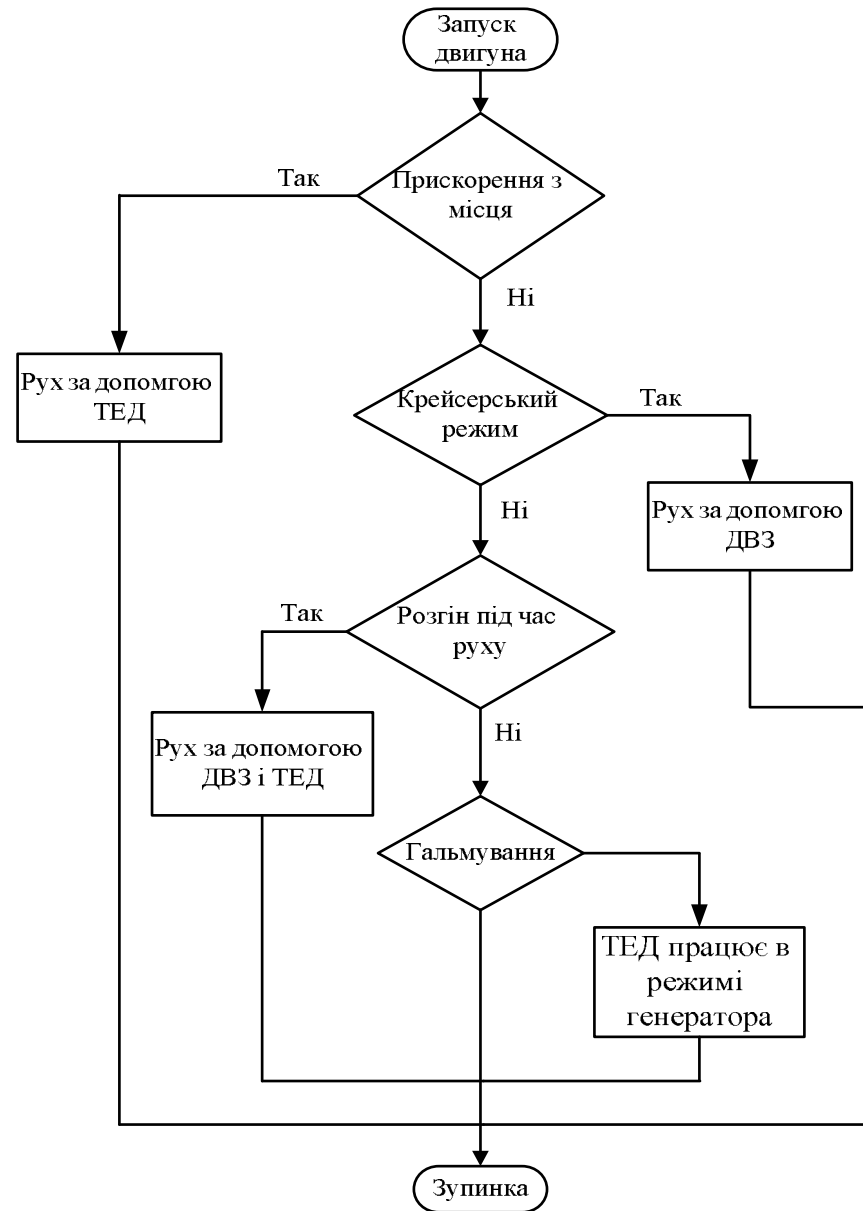 Запуск
двигуна
Прискорення з
місця
Так
Ні
Рух за допомгою
ТЕД
Крейсерський
режим
Так
Ні
Рух за допомгою
ДВЗ
Розгін під час
руху
Так
Ні
Рух за допомогою
ДВЗ і ТЕД
Гальмування
ТЕД працює в
режимі
генератора
Зупинка